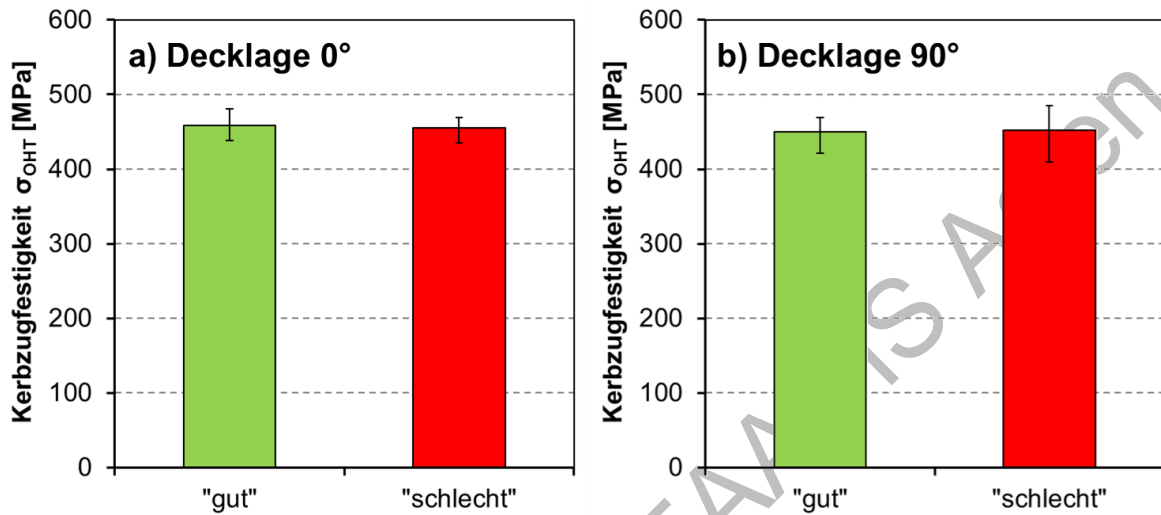 a) Decklage 0°
Kerbzugfestigkeit σOHT [MPa]
600
500
400
300
200
100
0
"gut" "schlecht"
b) Decklage 90°
Kerbzugfestigkeit σOHT [MPa]
600
500
400
300
200
100
0
"gut" "schlecht"